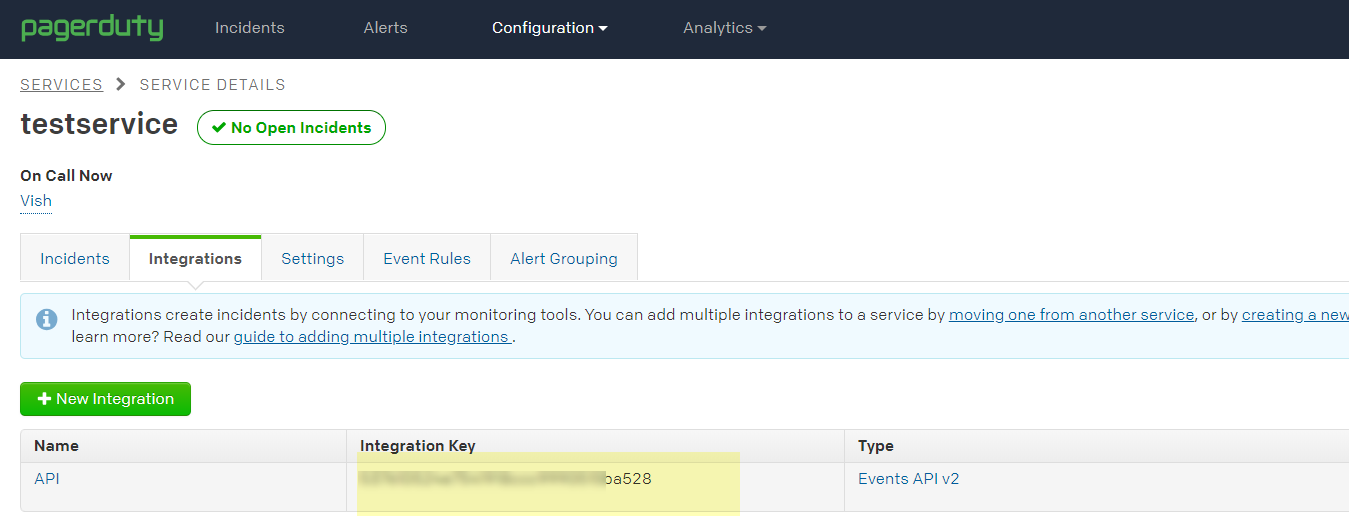 pagerduty Incidents Alerts Configuration Analytics
SERVICES > SERVICE DETAILS
testservice No Open Incidents
On Call Now
Vish
Incidents Integrations Settings Event Rules Alert Grouping
Integrations create incidents by connecting to your monitoring tools. You can add multiple integrations to a service by moving one from another service, or by creating a new
learn more? Read our guide to adding multiple integrations .
+ New Integration
Name Integration Key Type
API ba528 Events API v2